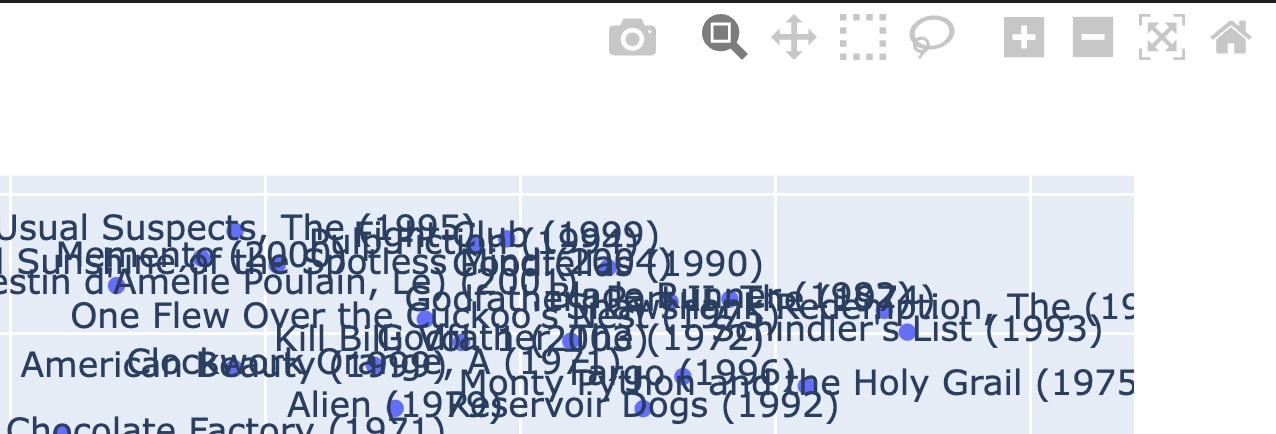 Usual Suspects, The (1995)
Fight Club (1999)
Pulp Fiction (1994)
Memento (2000)
l Sunshine of the Spotless Mind (2004)
Goodfellas (1990)
estin d'Amélie Poulain, Le) (2001)
Blade Runner (1982)
Godfather: Part II, The (1974)
Shawshank Redemption, The (19
One Flew Over the Cuckoo's Nest (1975)
Schindler's List (1993)
Kill Bill: Vol. 1 (2003)
Godfather, The (1972)
Clockwork Orange, A (1971)
American Beauty (1999)
Fargo (1996)
Monty Python and the Holy Grail (1975
Alien (1979)
Reservoir Dogs (1992)
Chocolate Factory (1971)